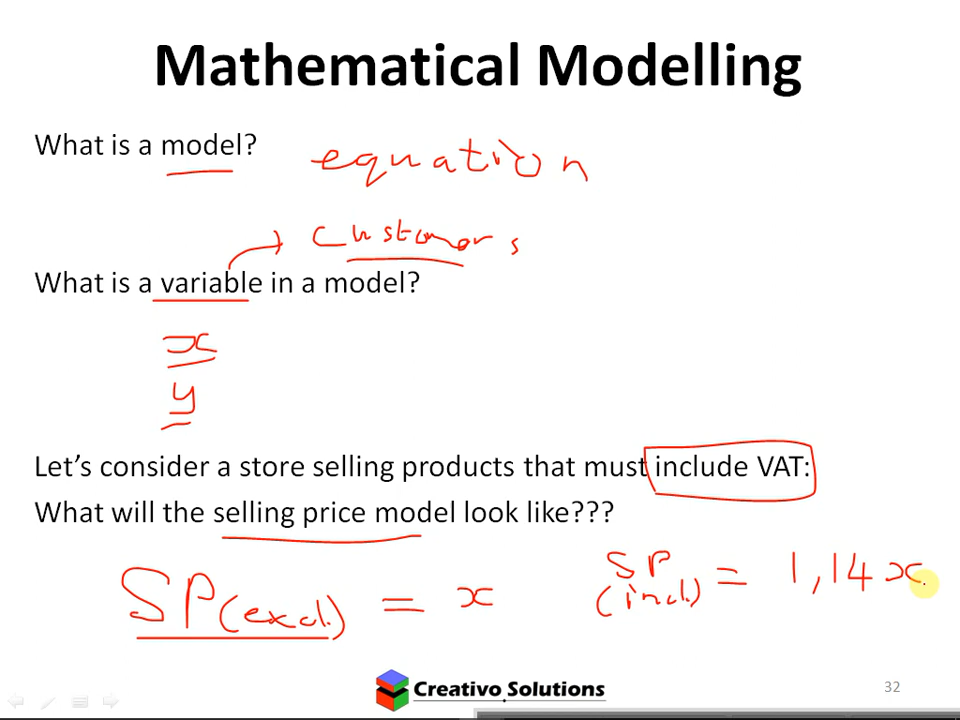 Mathematical Modelling
What is a model?
equation
customers
What is a variable in a model?
x
y
Let's consider a store selling products that must include VAT:
What will the selling price model look like???
SP (excl.) = x
SP (incl.) = 1,14x
Creativo Solutions
32